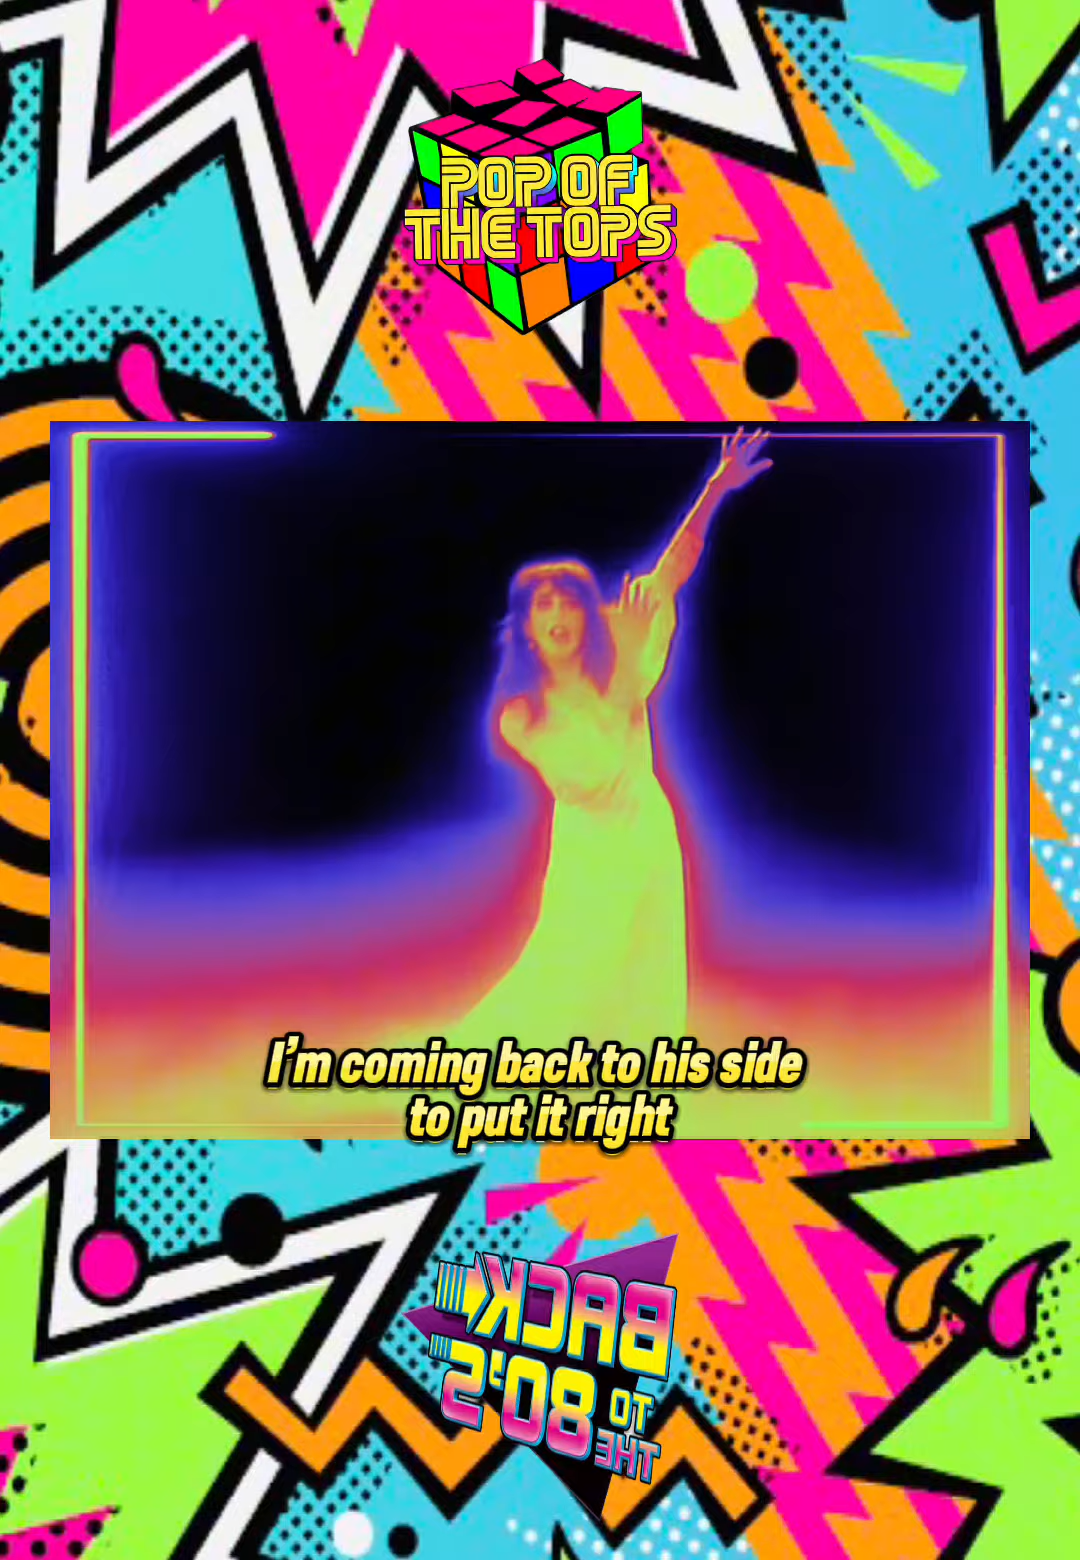 POP OF
THE TOPS
I'm coming back to his side
to put it right
BACK
TO
THE
80'S